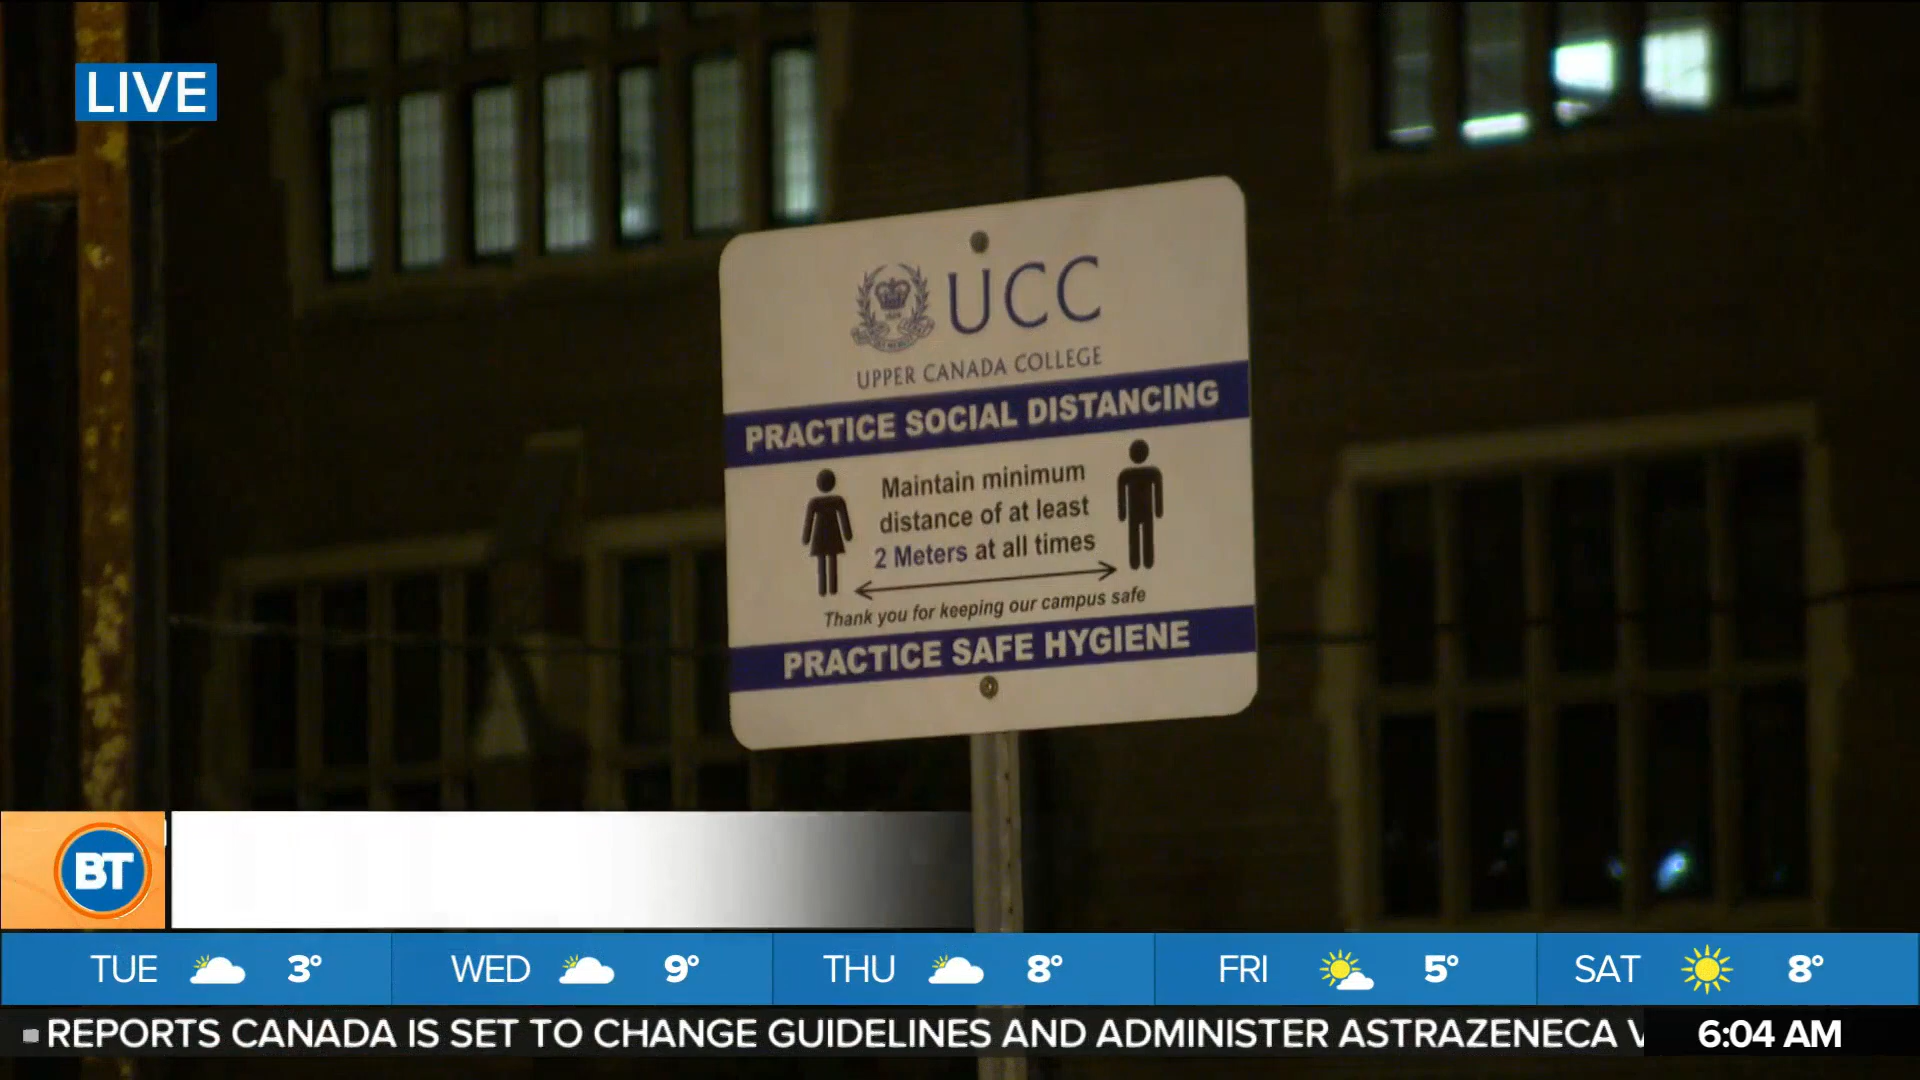 LIVE
UCC
UPPER CANADA COLLEGE
PRACTICE SOCIAL DISTANCING
Maintain minimum
distance of at least
2 Meters at all times
Thank you for keeping our campus safe
PRACTICE SAFE HYGIENE
BT
TUE 3° WED 9° THU 8° FRI 5° SAT 8°
REPORTS CANADA IS SET TO CHANGE GUIDELINES AND ADMINISTER ASTRAZENECA
6:04 AM